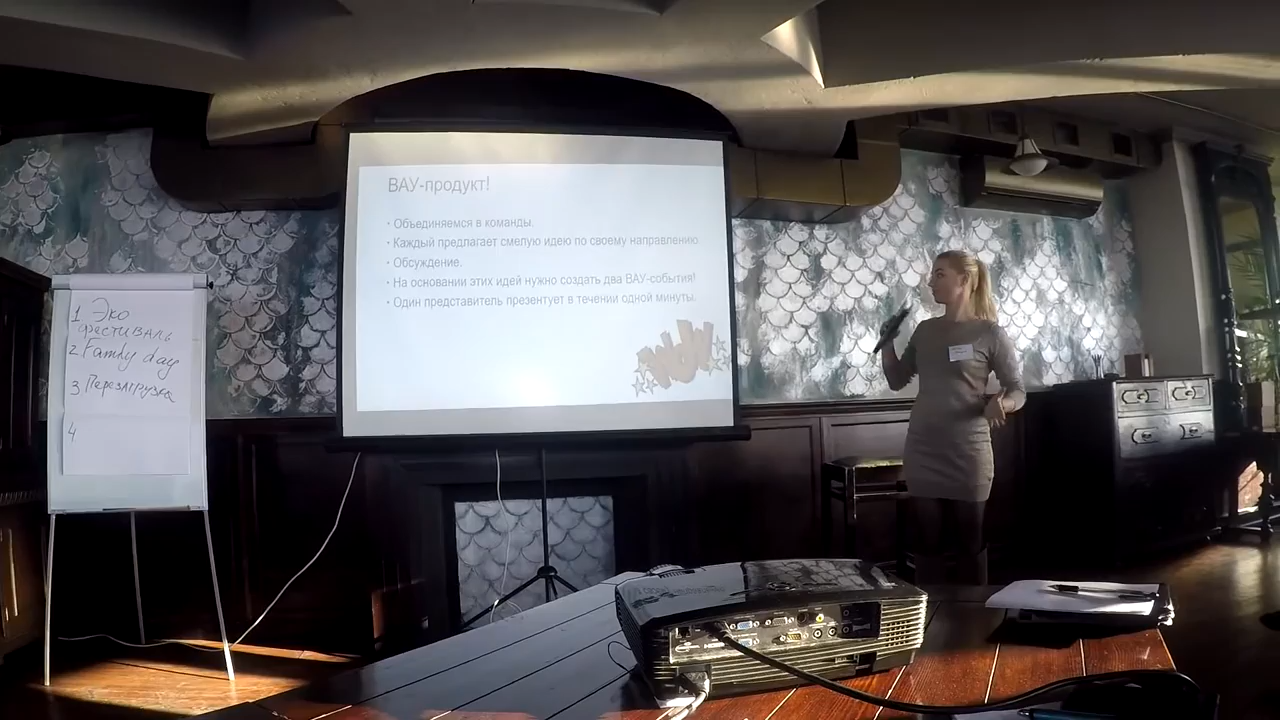 ВАУ-продукт!
• Объединяемся в команды.
• Каждый предлагает смелую идею по своему направлению
• Обсуждение.
• На основании этих идей нужно создать два ВАУ-события!
• Один представитель презентует в течении одной минуты.
WOW
1 Эко
фестиваль
2 Family day
3 Перезагрузка
4